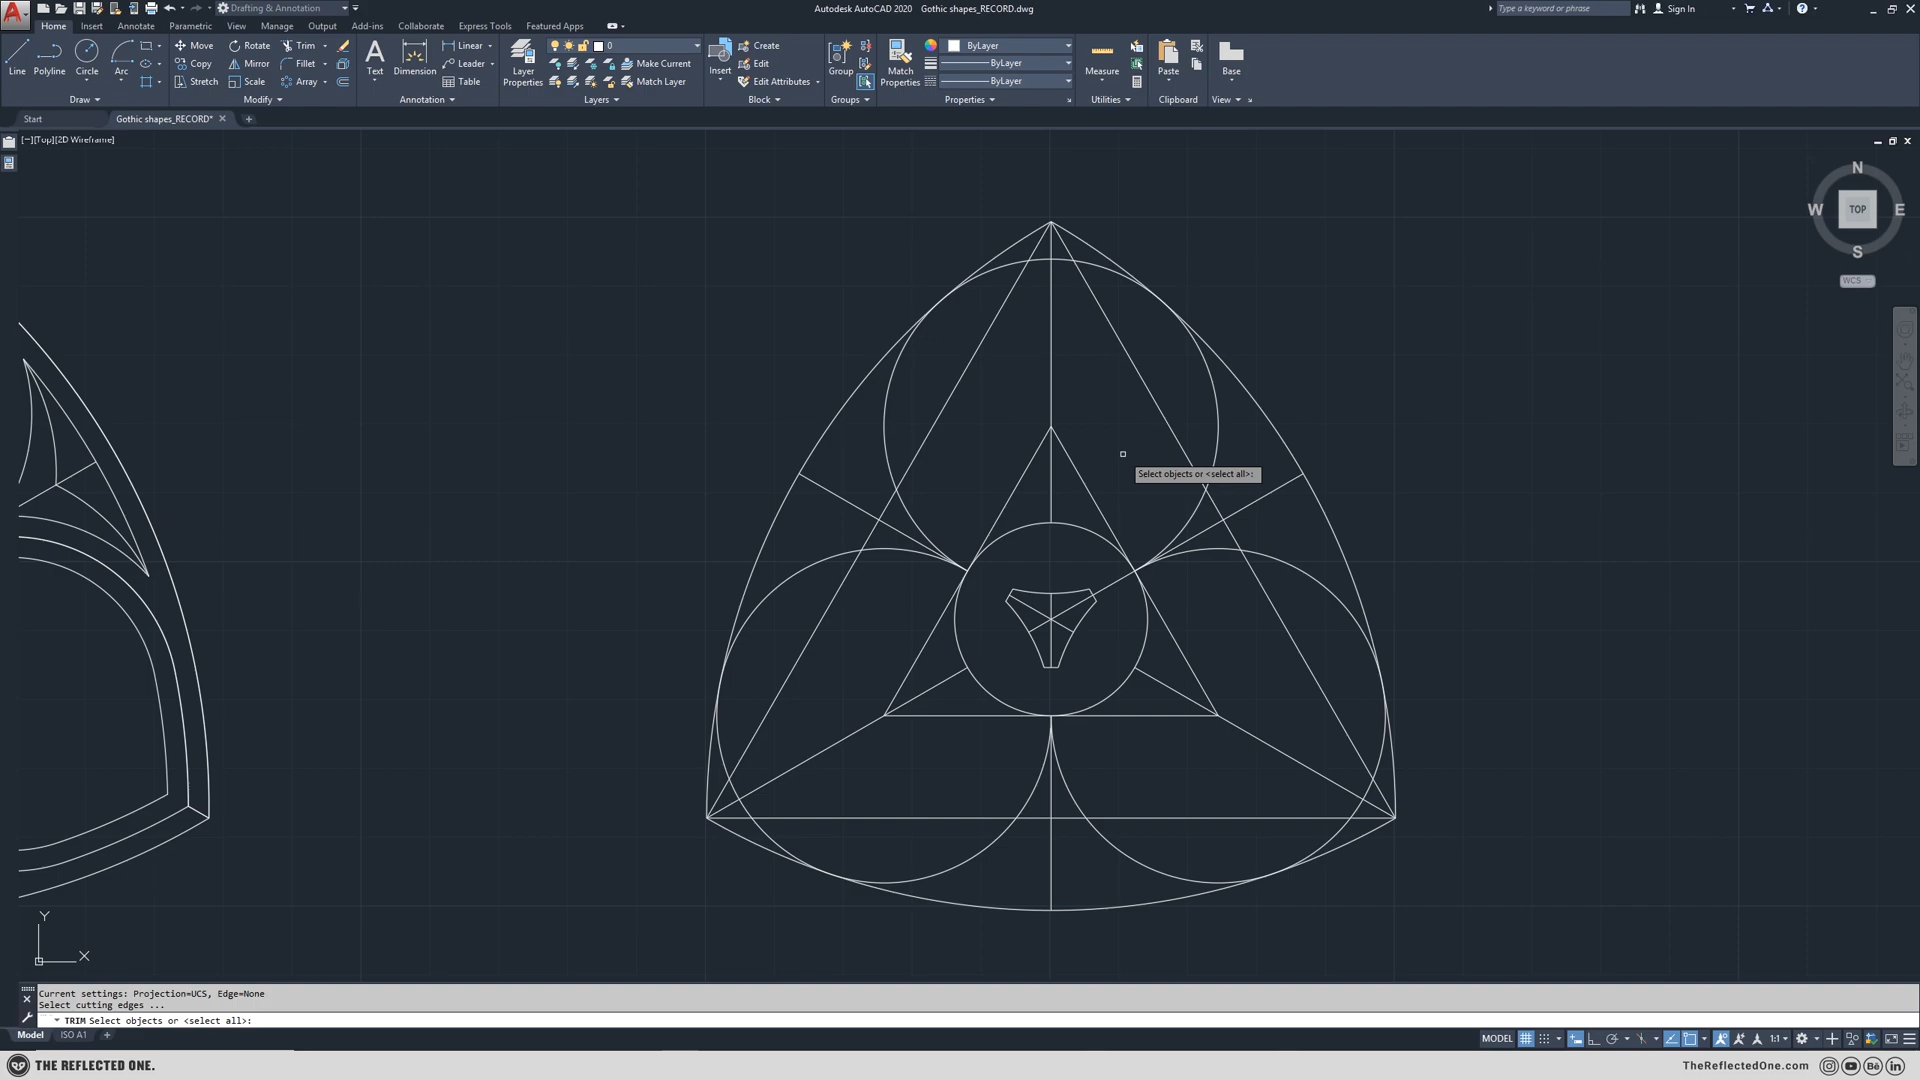 Drafting & Annotation
Autodesk AutoCAD 2020 Gothic shapes_RECORD.dwg
Type a keyword or phrase
Sign In
Home Insert Annotate Parametric View Manage Output Add-ins Collaborate Express Tools Featured Apps
Line Polyline Circle Arc
Move Rotate Trim
Copy Mirror Fillet
Stretch Scale Array
Text Dimension
Linear
Leader
Table
Layer Properties
0
Make Current
Match Layer
Insert
Create
Edit
Edit Attributes
Group
Match Properties
ByLayer
ByLayer
ByLayer
Measure
Paste
Base
Draw Modify Annotation Layers Block Groups Properties Utilities Clipboard View
Start
Gothic shapes_RECORD*
[−][Top][2D Wireframe]
N
W TOP E
S
WCS
Select objects or <select all>:
Y
X
Current settings: Projection=UCS, Edge=None
Select cutting edges ...
TRIM Select objects or <select all>:
Model ISO A1
MODEL
1:1
THE REFLECTED ONE.
TheReflectedOne.com
Bē
in